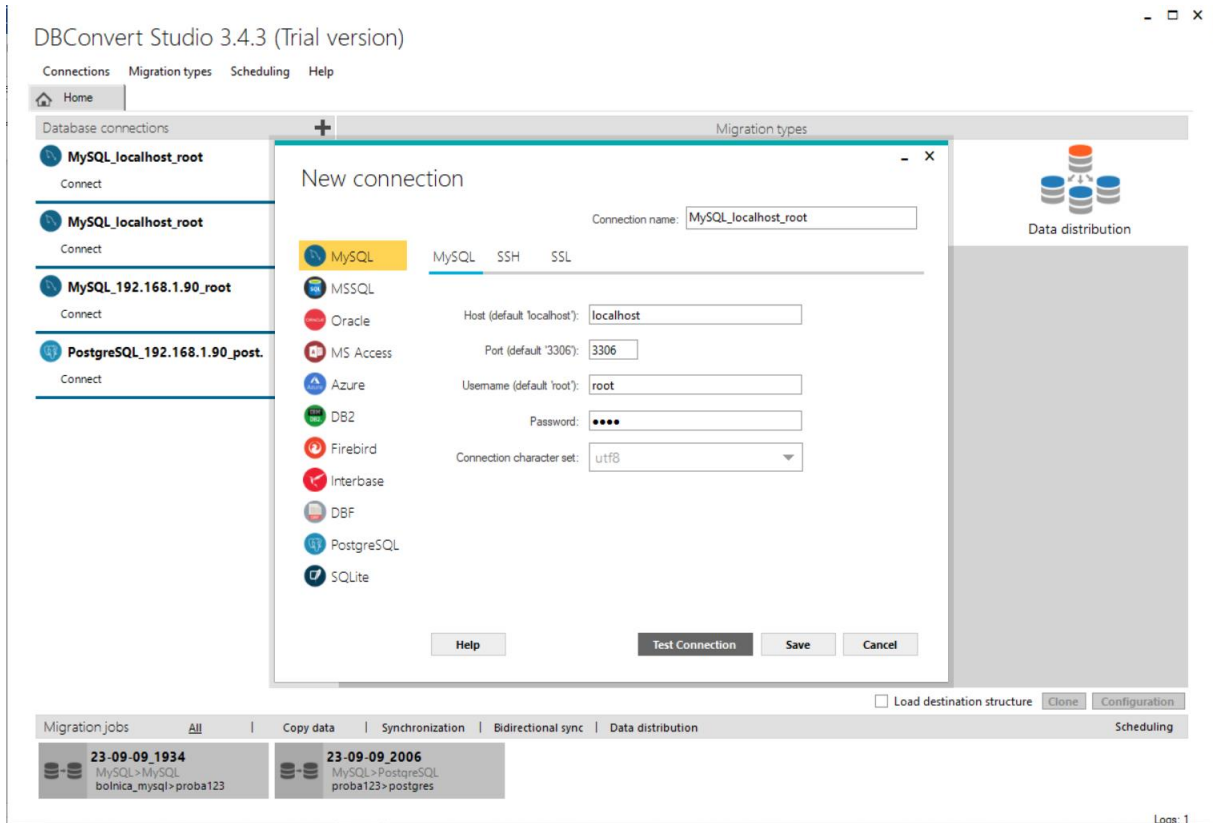 DBConvert Studio 3.4.3 (Trial version)
Connections Migration types Scheduling Help
Home
Database connections
Migration types
MySQL_localhost_root
Connect
MySQL_localhost_root
Connect
MySQL_192.168.1.90_root
Connect
PostgreSQL_192.168.1.90_post.
Connect
Data distribution
New connection
Connection name: MySQL_localhost_root
MySQL
MSSQL
Oracle
MS Access
Azure
DB2
Firebird
Interbase
DBF
PostgreSQL
SQLite
MySQL SSH SSL
Host (default 'localhost'): localhost
Port (default '3306'): 3306
Username (default 'root'): root
Password: ••••
Connection character set: utf8
Help Test Connection Save Cancel
Load destination structure Clone Configuration
Migration jobs All | Copy data | Synchronization | Bidirectional sync | Data distribution Scheduling
23-09-09_1934
MySQL>MySQL
bolnica_mysql>proba123
23-09-09_2006
MySQL>PostgreSQL
proba123>postgres
Logs: 1